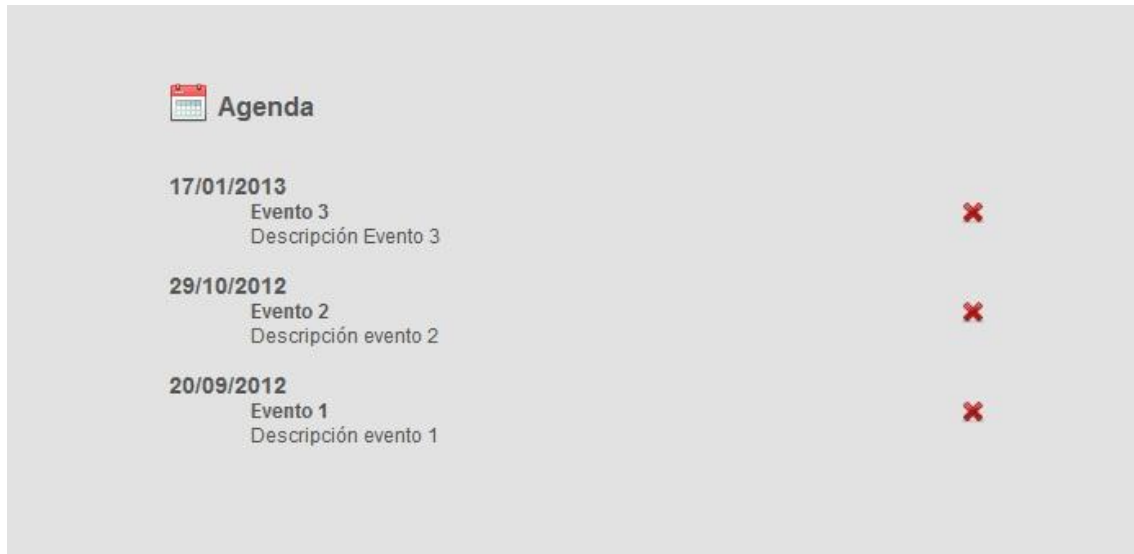 Agenda
17/01/2013
Evento 3
Descripción Evento 3
29/10/2012
Evento 2
Descripción evento 2
20/09/2012
Evento 1
Descripción evento 1